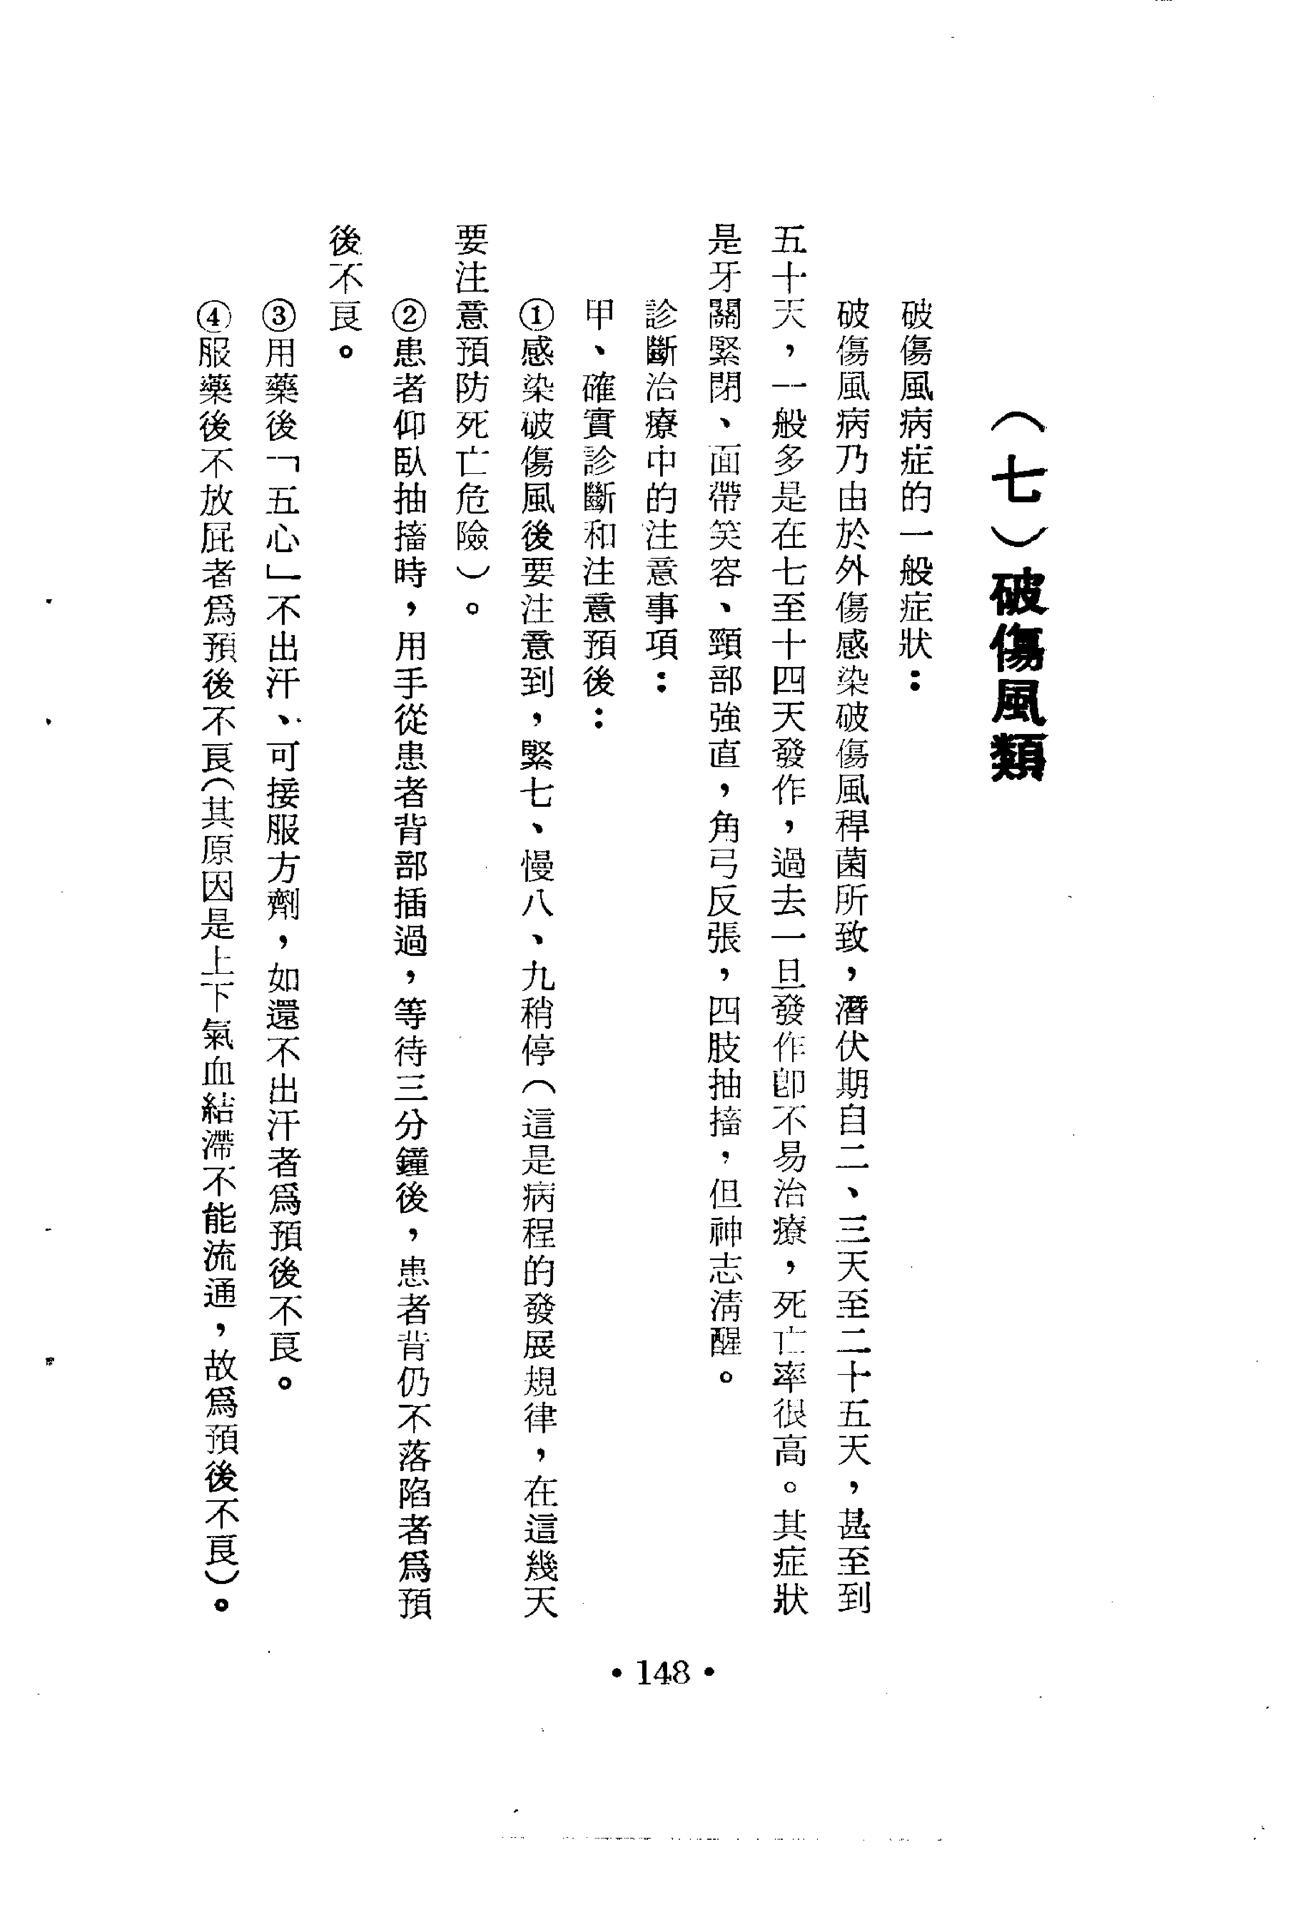 （七）破傷風類
破傷風病症的一般症狀：
破傷風病乃由於外傷感染破傷風稈菌所致，潛伏期自二、三天至二十五天，甚至到
五十天，一般多是在七至十四天發作，過去一旦發作卽不易治療，死亡率很高。其症狀
是牙關緊閉、面帶笑容、頸部強直，角弓反張，四肢抽搐，但神志淸醒。
診斷治療中的注意事項：
甲、確實診斷和注意預後：
①感染破傷風後要注意到，緊七、慢八、九稍停（這是病程的發展規律，在這幾天
要注意預防死亡危險）。
②患者仰臥抽搐時，用手從患者背部插過，等待三分鐘後，患者背仍不落陷者爲預
後不良。
③用藥後「五心」不出汗、可接服方劑，如還不出汗者爲預後不良。
④服藥後不放屁者爲預後不良（其原因是上下氣血結滯不能流通，故爲預後不良）。
• 148 •